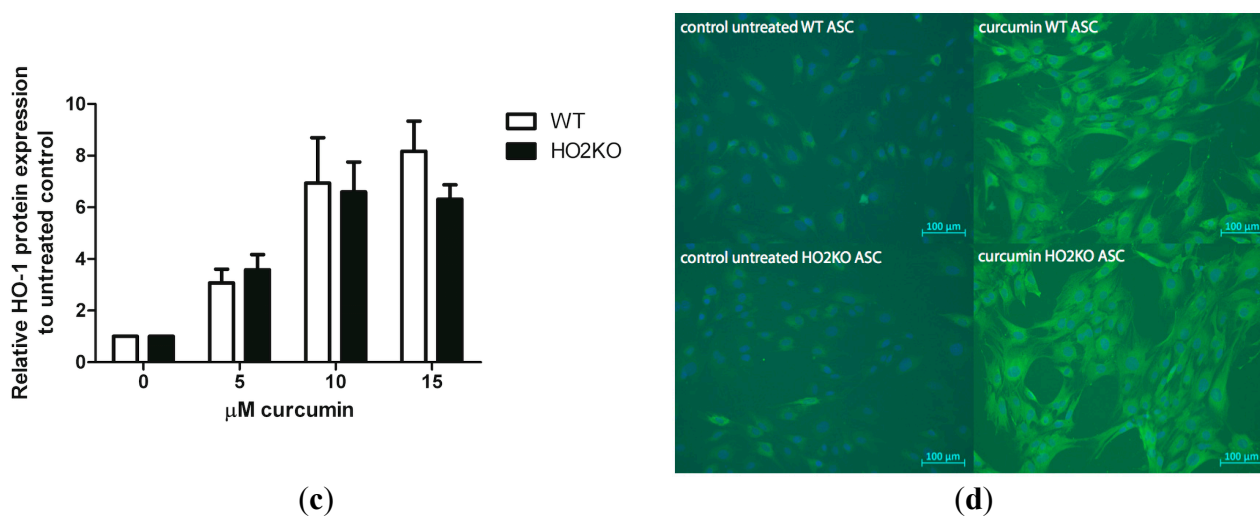 Relative HO-1 protein expression
to untreated control
10
8
6
4
2
0
0 5 10 15
μM curcumin
WT
HO2KO
(c)
control untreated WT ASC
curcumin WT ASC
100 μm
100 μm
control untreated HO2KO ASC
curcumin HO2KO ASC
100 μm
100 μm
(d)